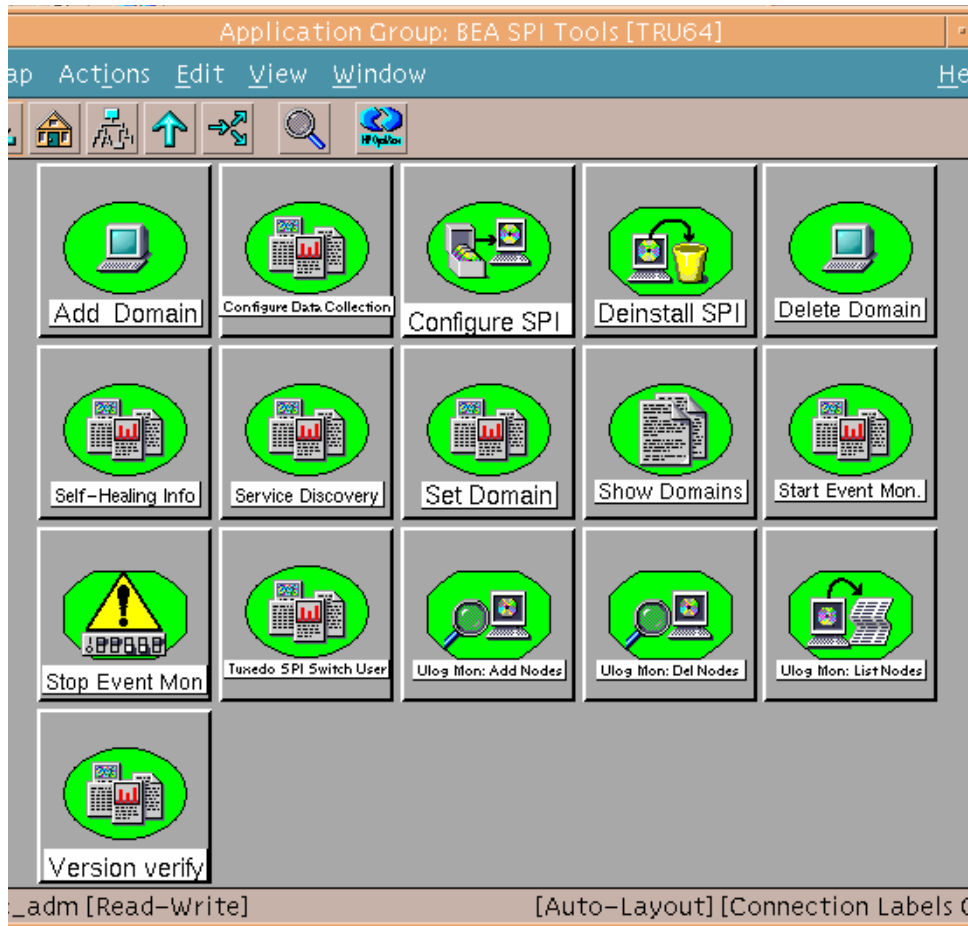 Application Group: BEA SPI Tools [TRU64]
ap Actions Edit View Window He
HP OpenView
Add Domain
Configure Data Collection
Configure SPI
Deinstall SPI
Delete Domain
Self-Healing Info
Service Discovery
Set Domain
Show Domains
Start Event Mon.
Stop Event Mon
Tuxedo SPI Switch User
Ulog Mon: Add Nodes
Ulog Mon: Del Nodes
Ulog Mon: List Nodes
Version verify
_adm [Read-Write] [Auto-Layout] [Connection Labels